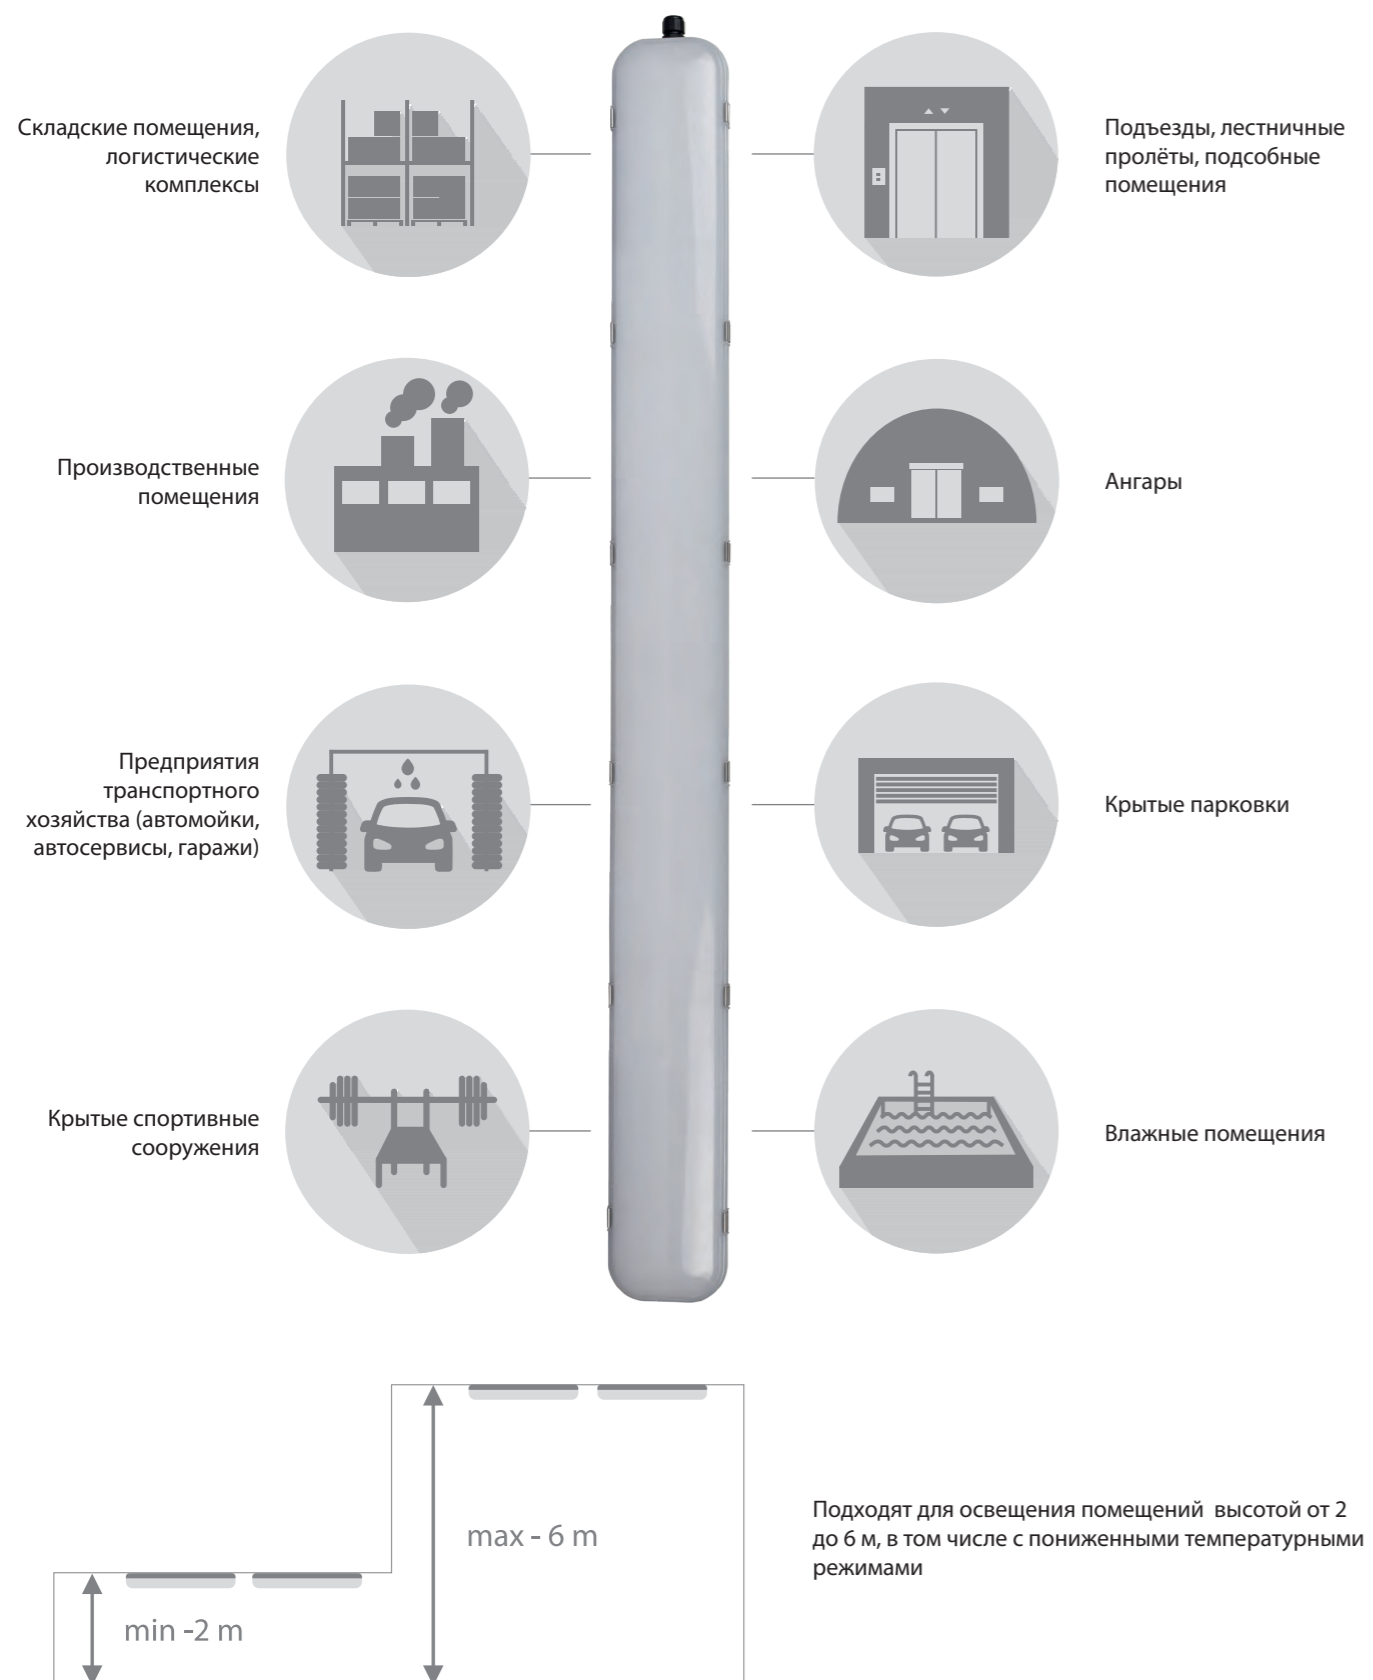 Складские помещения,
логистические
комплексы
Подъезды, лестничные
пролёты, подсобные
помещения
Производственные
помещения
Ангары
Предприятия
транспортного
хозяйства (автомойки,
автосервисы, гаражи)
Крытые парковки
Крытые спортивные
сооружения
Влажные помещения
max - 6 m
min -2 m
Подходят для освещения помещений  высотой от 2
до 6 м, в том числе с пониженными температурными
режимами